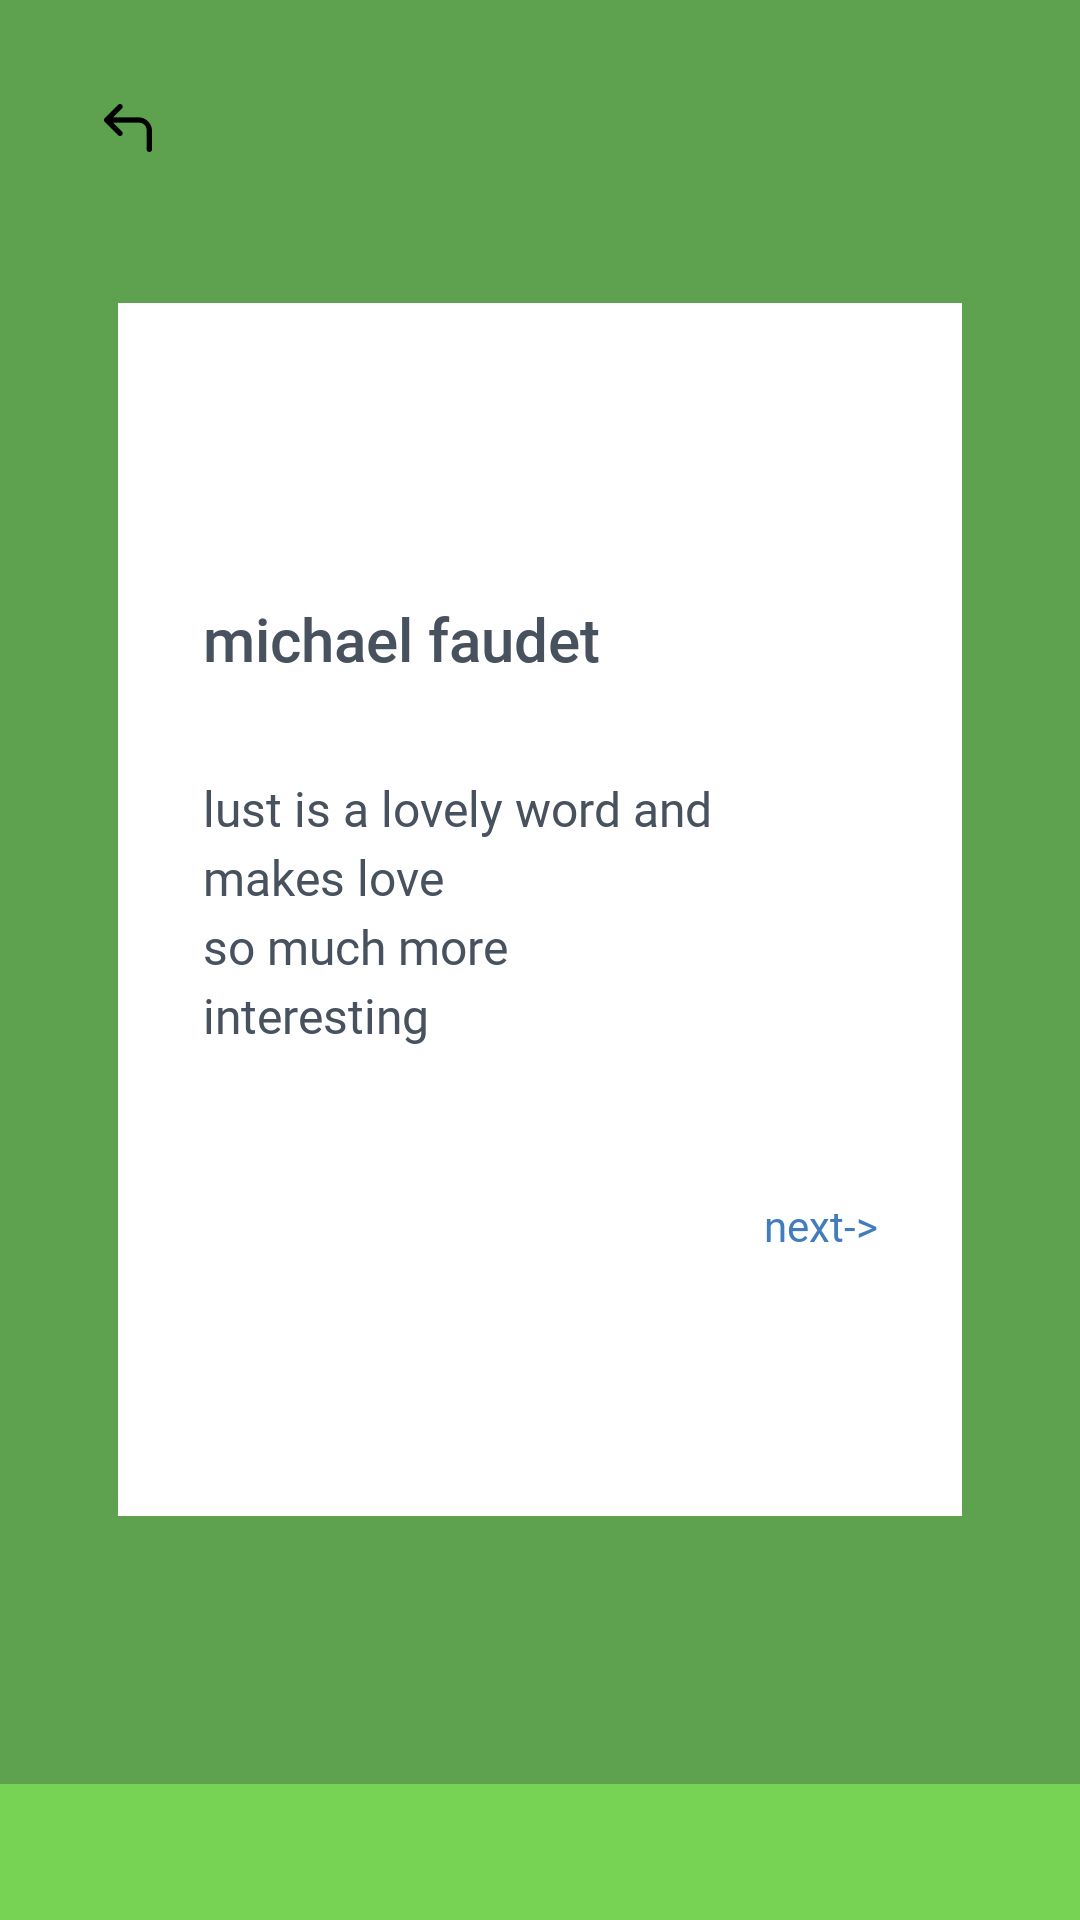 michael faudet
lust is a lovely word and
makes love
so much more
interesting
next->